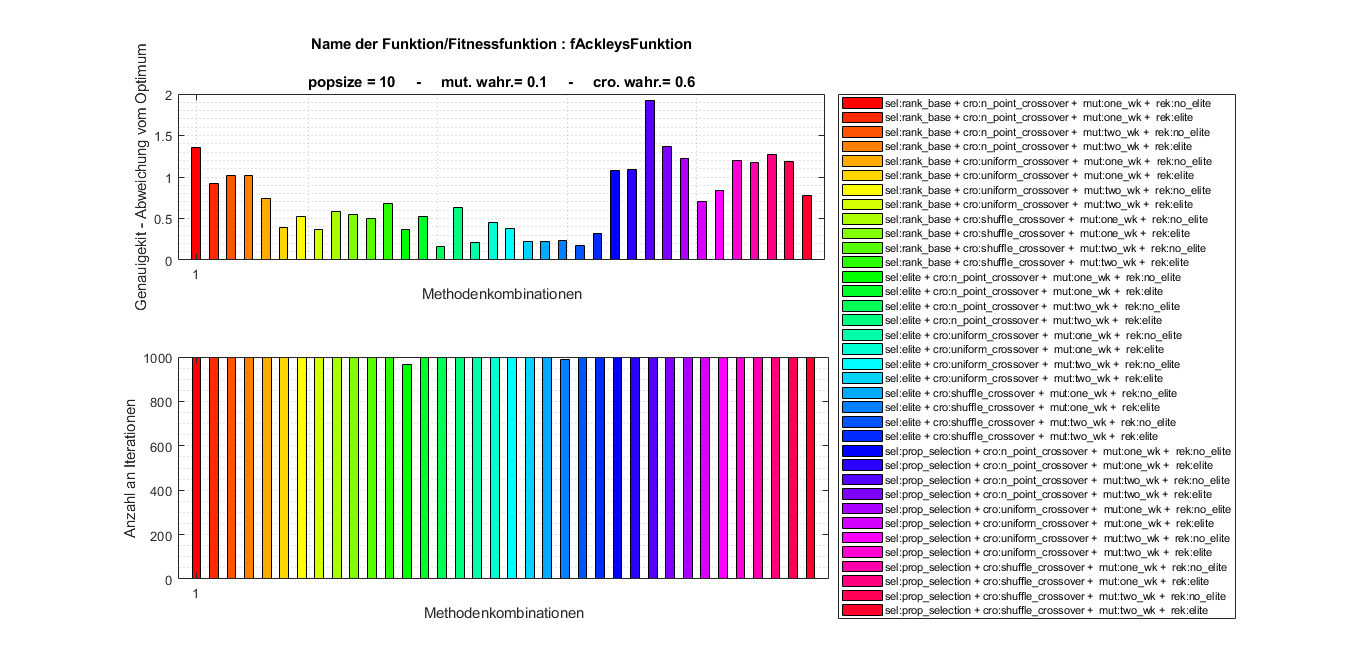 Name der Funktion/Fitnessfunktion : fAckleysFunktion
popsize = 10 - mut. wahr.= 0.1 - cro. wahr.= 0.6
Genauigekit - Abweichung vom Optimum
2
1.5
1
0.5
0
1
Methodenkombinationen
Anzahl an Iterationen
1000
800
600
400
200
0
1
Methodenkombinationen
sel:rank_base + cro:n_point_crossover + mut:one_wk + rek:no_elite
sel:rank_base + cro:n_point_crossover + mut:one_wk + rek:elite
sel:rank_base + cro:n_point_crossover + mut:two_wk + rek:no_elite
sel:rank_base + cro:n_point_crossover + mut:two_wk + rek:elite
sel:rank_base + cro:uniform_crossover + mut:one_wk + rek:no_elite
sel:rank_base + cro:uniform_crossover + mut:one_wk + rek:elite
sel:rank_base + cro:uniform_crossover + mut:two_wk + rek:no_elite
sel:rank_base + cro:uniform_crossover + mut:two_wk + rek:elite
sel:rank_base + cro:shuffle_crossover + mut:one_wk + rek:no_elite
sel:rank_base + cro:shuffle_crossover + mut:one_wk + rek:elite
sel:rank_base + cro:shuffle_crossover + mut:two_wk + rek:no_elite
sel:rank_base + cro:shuffle_crossover + mut:two_wk + rek:elite
sel:elite + cro:n_point_crossover + mut:one_wk + rek:no_elite
sel:elite + cro:n_point_crossover + mut:one_wk + rek:elite
sel:elite + cro:n_point_crossover + mut:two_wk + rek:no_elite
sel:elite + cro:n_point_crossover + mut:two_wk + rek:elite
sel:elite + cro:uniform_crossover + mut:one_wk + rek:no_elite
sel:elite + cro:uniform_crossover + mut:one_wk + rek:elite
sel:elite + cro:uniform_crossover + mut:two_wk + rek:no_elite
sel:elite + cro:uniform_crossover + mut:two_wk + rek:elite
sel:elite + cro:shuffle_crossover + mut:one_wk + rek:no_elite
sel:elite + cro:shuffle_crossover + mut:one_wk + rek:elite
sel:elite + cro:shuffle_crossover + mut:two_wk + rek:no_elite
sel:elite + cro:shuffle_crossover + mut:two_wk + rek:elite
sel:prop_selection + cro:n_point_crossover + mut:one_wk + rek:no_elite
sel:prop_selection + cro:n_point_crossover + mut:one_wk + rek:elite
sel:prop_selection + cro:n_point_crossover + mut:two_wk + rek:no_elite
sel:prop_selection + cro:n_point_crossover + mut:two_wk + rek:elite
sel:prop_selection + cro:uniform_crossover + mut:one_wk + rek:no_elite
sel:prop_selection + cro:uniform_crossover + mut:one_wk + rek:elite
sel:prop_selection + cro:uniform_crossover + mut:two_wk + rek:no_elite
sel:prop_selection + cro:uniform_crossover + mut:two_wk + rek:elite
sel:prop_selection + cro:shuffle_crossover + mut:one_wk + rek:no_elite
sel:prop_selection + cro:shuffle_crossover + mut:one_wk + rek:elite
sel:prop_selection + cro:shuffle_crossover + mut:two_wk + rek:no_elite
sel:prop_selection + cro:shuffle_crossover + mut:two_wk + rek:elite